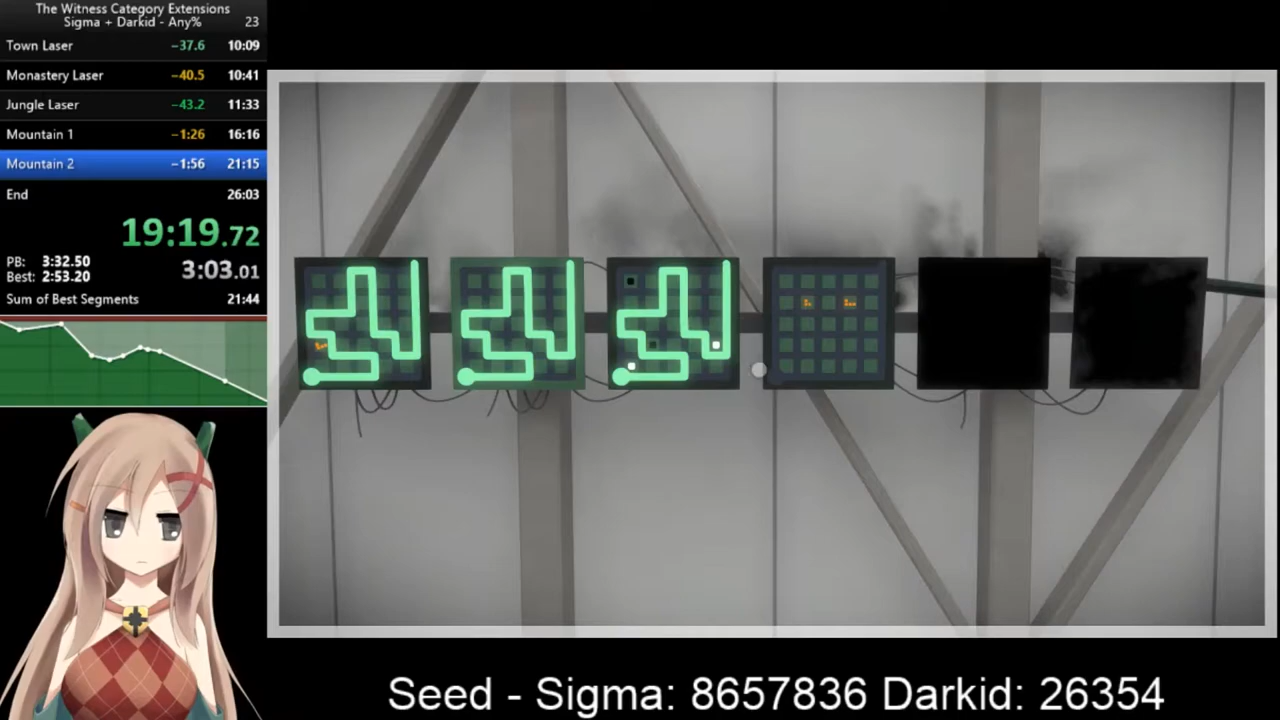 The Witness Category Extensions
Sigma + Darkid - Any% 23
Town Laser -37.6 10:09
Monastery Laser -40.5 10:41
Jungle Laser -43.2 11:33
Mountain 1 -1:26 16:16
Mountain 2 -1:56 21:15
End 26:03
19:19.72
PB: 3:32.50
Best: 2:53.20
3:03.01
Sum of Best Segments 21:44
Seed - Sigma: 8657836 Darkid: 26354